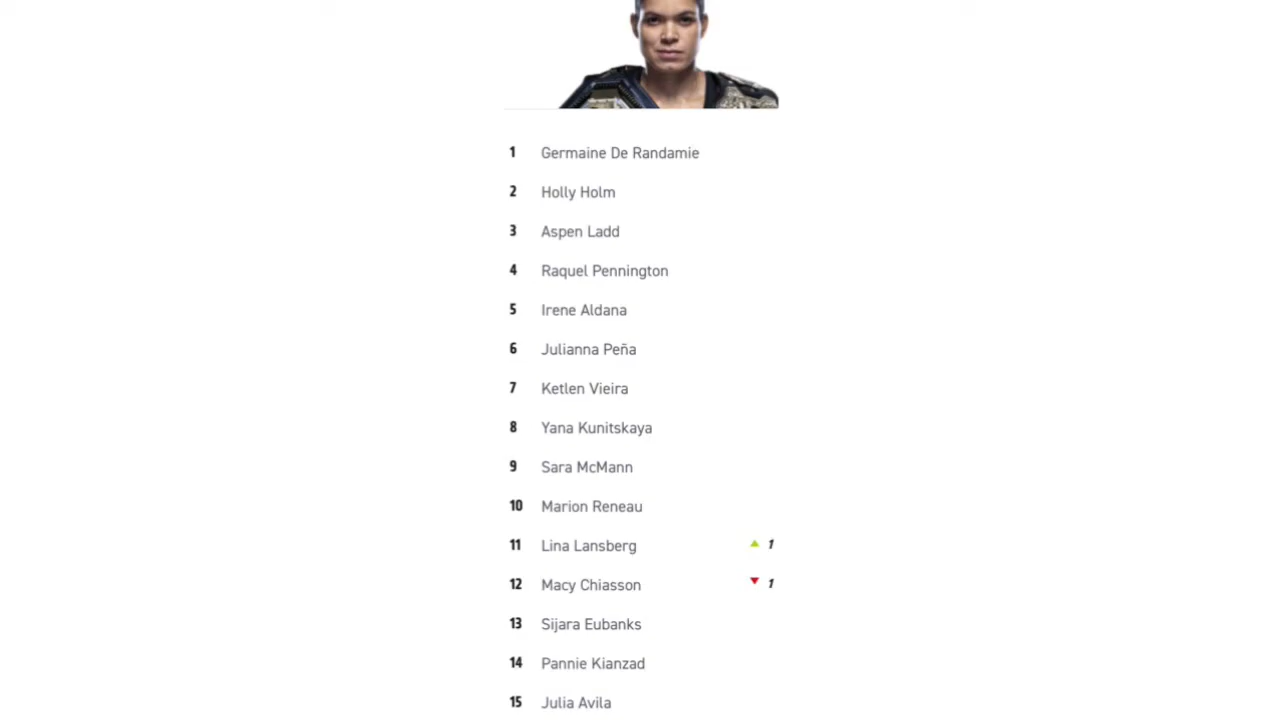 1 Germaine De Randamie
2 Holly Holm
3 Aspen Ladd
4 Raquel Pennington
5 Irene Aldana
6 Julianna Peña
7 Ketlen Vieira
8 Yana Kunitskaya
9 Sara McMann
10 Marion Reneau
11 Lina Lansberg 1
12 Macy Chiasson 1
13 Sijara Eubanks
14 Pannie Kianzad
15 Julia Avila